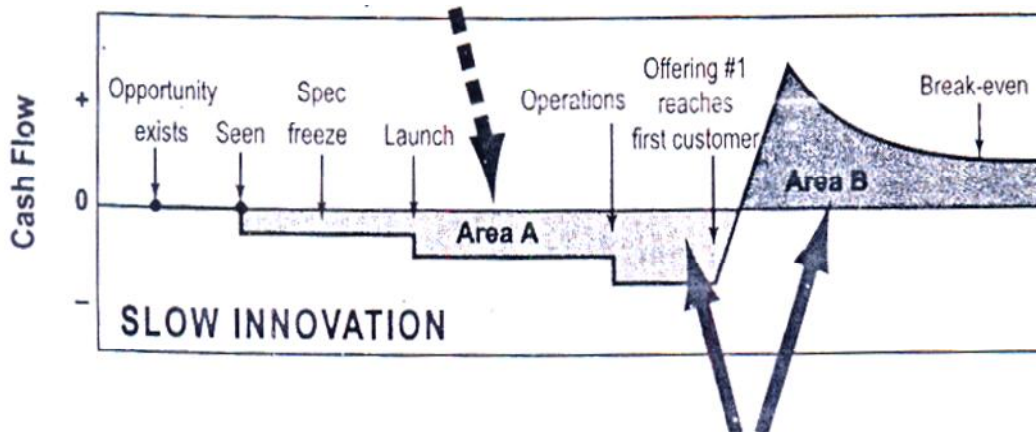 Cash Flow
+
0
−
Opportunity
exists
Seen
Spec
freeze
Launch
Operations
Offering #1
reaches
first customer
Break-even
Area A
Area B
SLOW INNOVATION